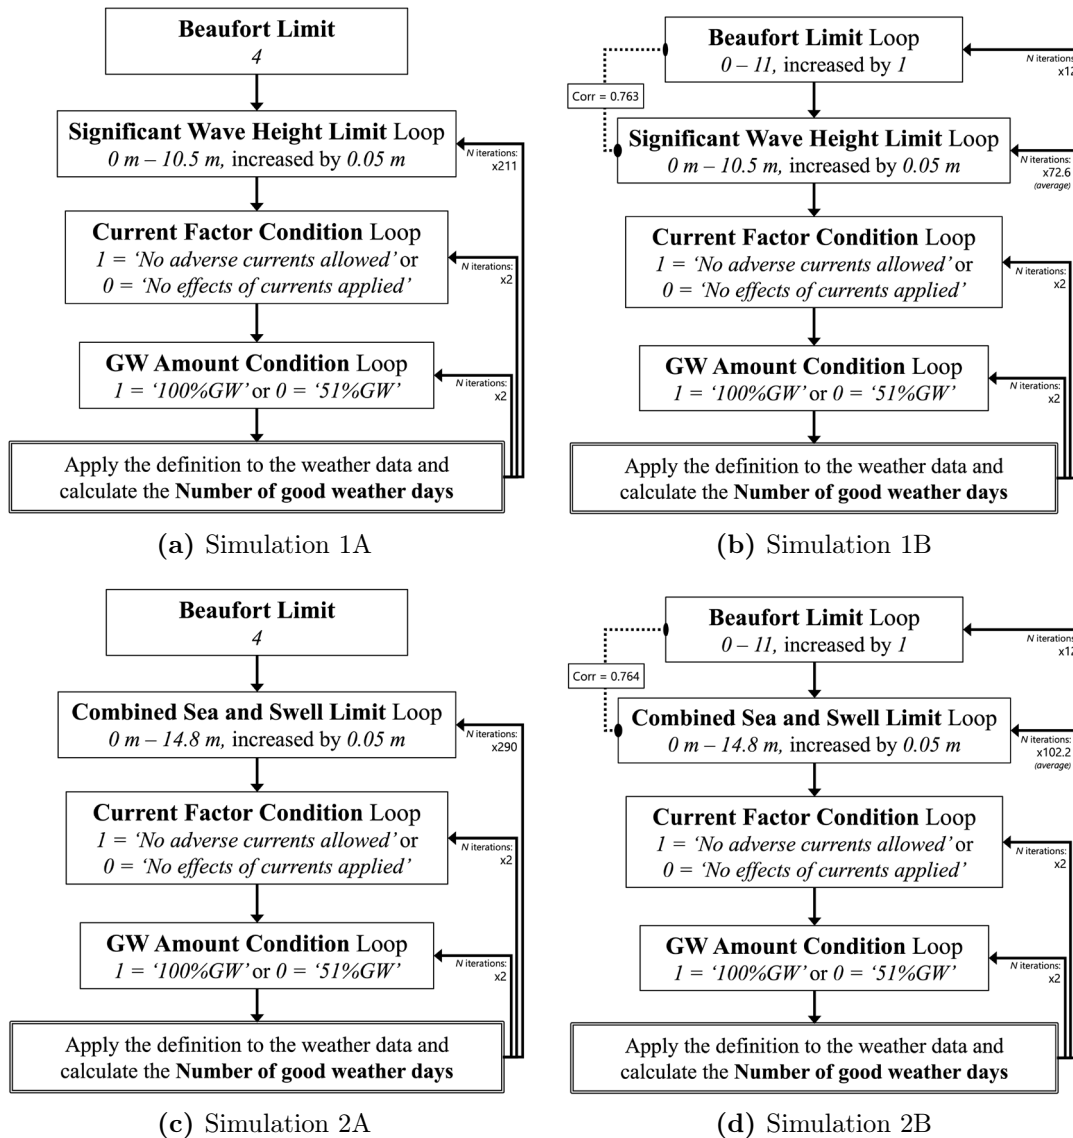 Beaufort Limit
4
Significant Wave Height Limit Loop
0 m – 10.5 m, increased by 0.05 m
N iterations:
x211
Current Factor Condition Loop
1 = ‘No adverse currents allowed’ or
0 = ‘No effects of currents applied’
N iterations:
x2
GW Amount Condition Loop
1 = ‘100%GW’ or 0 = ‘51%GW’
N iterations:
x2
Apply the definition to the weather data and
calculate the Number of good weather days
(a) Simulation 1A
Beaufort Limit Loop
0 – 11, increased by 1
N iterations:
x12
Corr = 0.763
Significant Wave Height Limit Loop
0 m – 10.5 m, increased by 0.05 m
N iterations:
x72.6
(average)
Current Factor Condition Loop
1 = ‘No adverse currents allowed’ or
0 = ‘No effects of currents applied’
N iterations:
x2
GW Amount Condition Loop
1 = ‘100%GW’ or 0 = ‘51%GW’
N iterations:
x2
Apply the definition to the weather data and
calculate the Number of good weather days
(b) Simulation 1B
Beaufort Limit
4
Combined Sea and Swell Limit Loop
0 m – 14.8 m, increased by 0.05 m
N iterations:
x290
Current Factor Condition Loop
1 = ‘No adverse currents allowed’ or
0 = ‘No effects of currents applied’
N iterations:
x2
GW Amount Condition Loop
1 = ‘100%GW’ or 0 = ‘51%GW’
N iterations:
x2
Apply the definition to the weather data and
calculate the Number of good weather days
(c) Simulation 2A
Beaufort Limit Loop
0 – 11, increased by 1
N iterations:
x12
Corr = 0.764
Combined Sea and Swell Limit Loop
0 m – 14.8 m, increased by 0.05 m
N iterations:
x102.2
(average)
Current Factor Condition Loop
1 = ‘No adverse currents allowed’ or
0 = ‘No effects of currents applied’
N iterations:
x2
GW Amount Condition Loop
1 = ‘100%GW’ or 0 = ‘51%GW’
N iterations:
x2
Apply the definition to the weather data and
calculate the Number of good weather days
(d) Simulation 2B